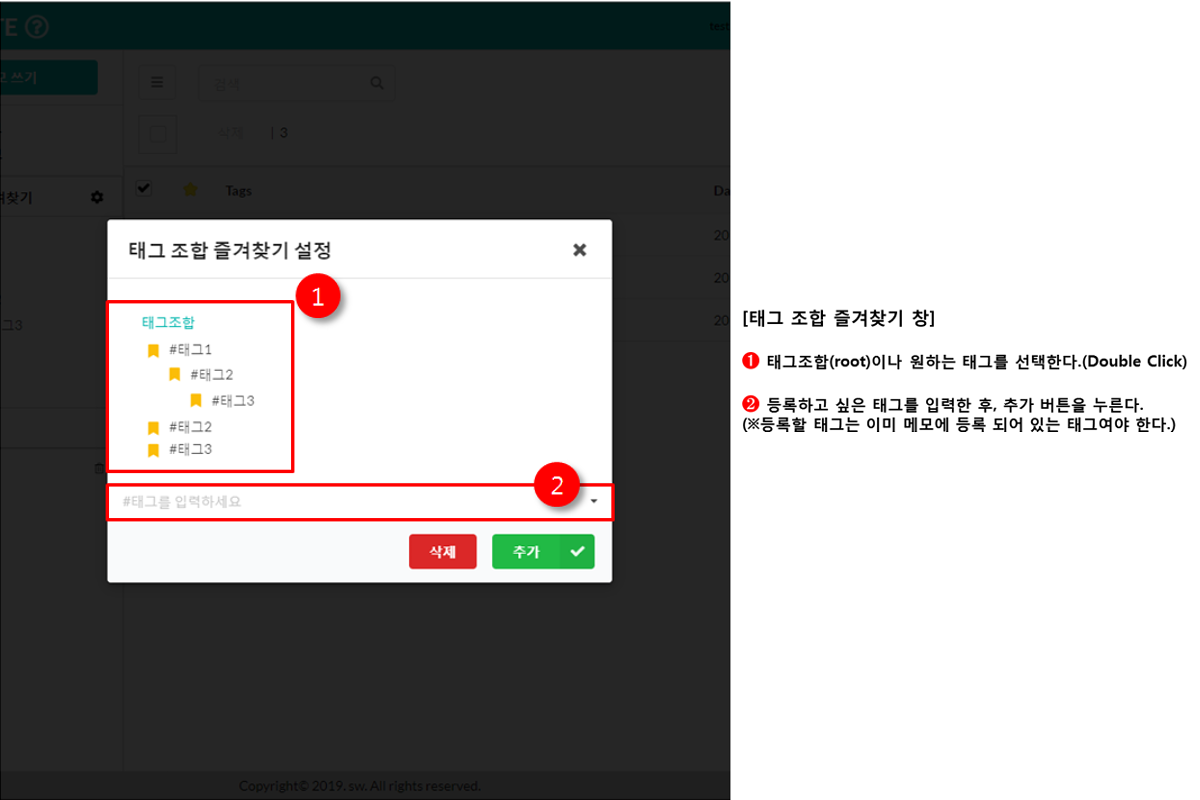 TE ?
test
모 쓰기
검색
삭제 | 3
겨찾기
Tags
Da
20
20
그3
20
태그 조합 즐겨찾기 설정
1
태그조합
#태그1
#태그2
#태그3
#태그2
#태그3
2
#태그를 입력하세요
삭제
추가
Copyright© 2019. sw. All rights reserved.
[태그 조합 즐겨찾기 창]
❶ 태그조합(root)이나 원하는 태그를 선택한다.(Double Click)
❷ 등록하고 싶은 태그를 입력한 후, 추가 버튼을 누른다.
(※등록할 태그는 이미 메모에 등록 되어 있는 태그여야 한다.)